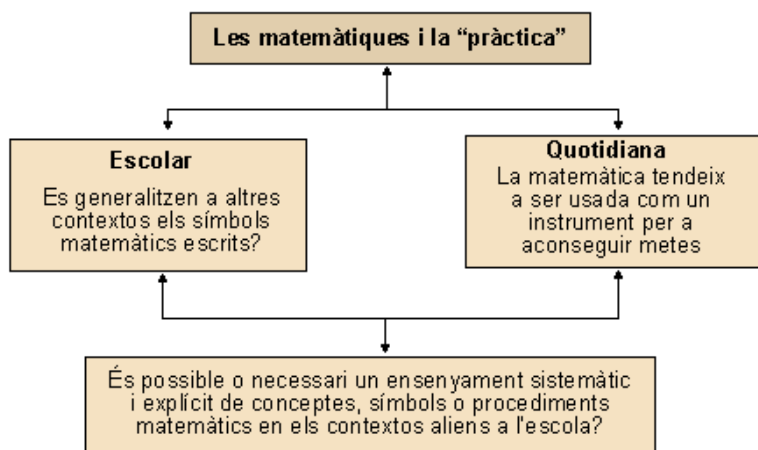 Les matemàtiques i la “pràctica”
Escolar
Es generalitzen a altres
contextos els símbols
matemàtics escrits?
Quotidiana
La matemàtica tendeix
a ser usada com un
instrument per a
aconseguir metes
És possible o necessari un ensenyament sistemàtic
i explícit de conceptes, símbols o procediments
matemàtics en els contextos aliens a l'escola?